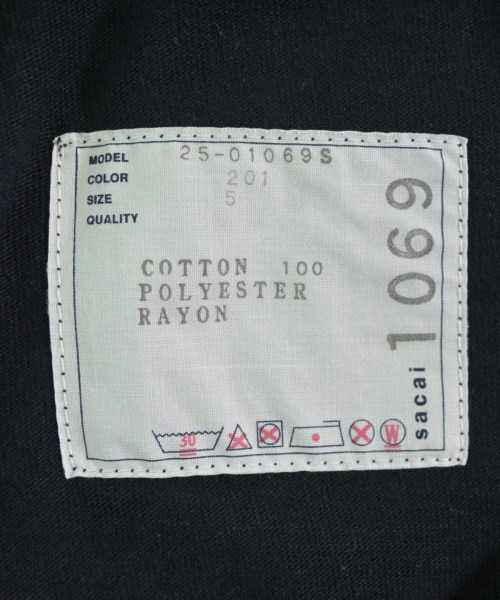 MODEL 25-01069S
COLOR 201
SIZE 5
QUALITY
COTTON 100
POLYESTER
RAYON
30
W
sacai 1069